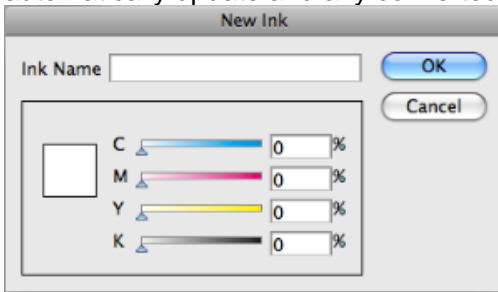 New Ink
Ink Name OK
Cancel
C 0 %
M 0 %
Y 0 %
K 0 %